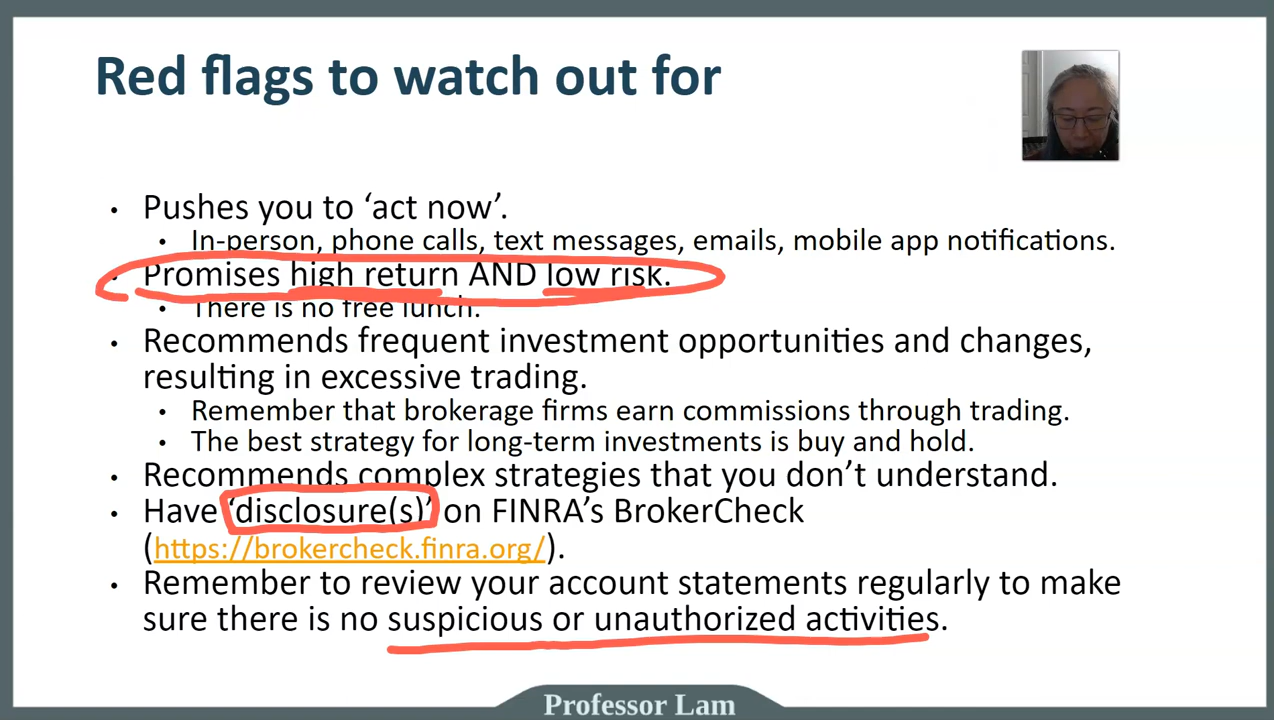 Red flags to watch out for
• Pushes you to ‘act now’.
• In-person, phone calls, text messages, emails, mobile app notifications.
• Promises high return AND low risk.
• There is no free lunch.
• Recommends frequent investment opportunities and changes,
resulting in excessive trading.
• Remember that brokerage firms earn commissions through trading.
• The best strategy for long-term investments is buy and hold.
• Recommends complex strategies that you don’t understand.
• Have ‘disclosure(s)’ on FINRA’s BrokerCheck
(https://brokercheck.finra.org/).
• Remember to review your account statements regularly to make
sure there is no suspicious or unauthorized activities.
Professor Lam